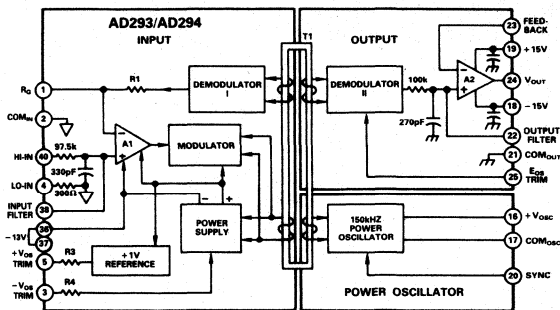 AD293/AD294
INPUT
OUTPUT
T1
R1
DEMODULATOR
I
DEMODULATOR
II
100k
270pF
A2
23
FEED-
BACK
19
+15V
24
VOUT
18
-15V
22
OUTPUT
FILTER
21
COMOUT
25
EOS
TRIM
RG
1
COMIN
2
97.5k
HI-IN
40
330pF
LO-IN
4
300Ω
A1
MODULATOR
INPUT
FILTER
38
36
-13V
37
+VOS
TRIM
5
R3
+1V
REFERENCE
-VOS
TRIM
3
R4
POWER
SUPPLY
150kHZ
POWER
OSCILLATOR
16
+VOSC
17
COMOSC
20
SYNC
POWER OSCILLATOR